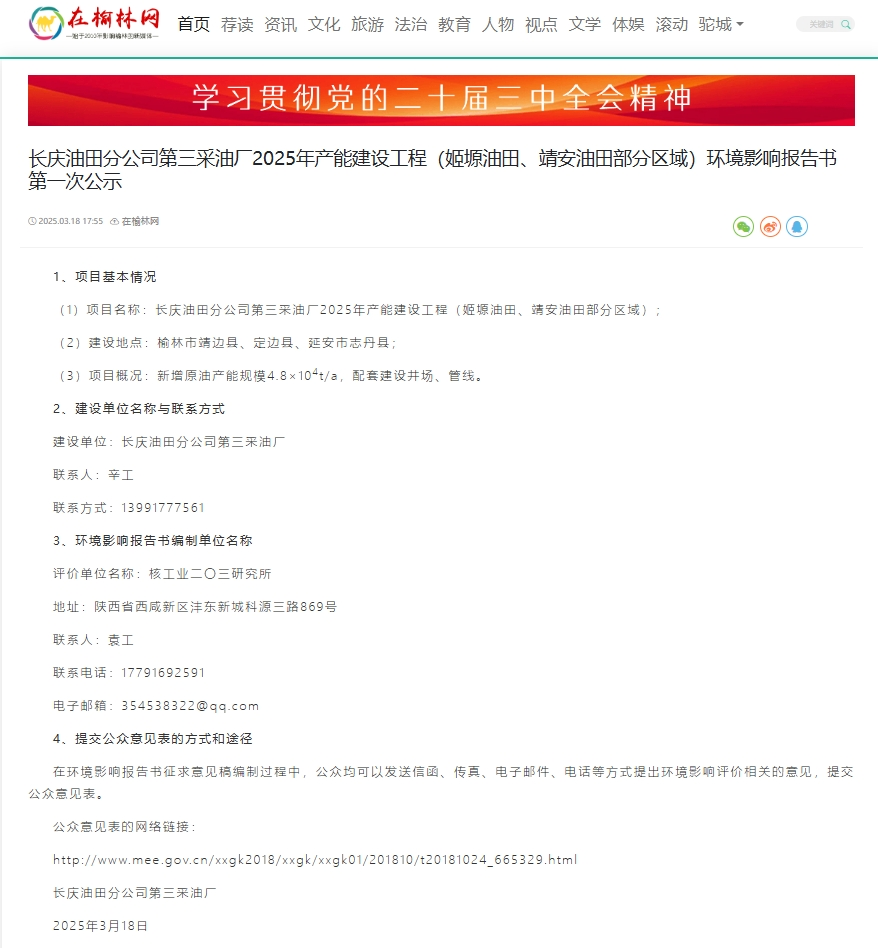 在榆林网
—始于2010年影响榆林的新媒体—
首页 荐读 资讯 文化 旅游 法治 教育 人物 视点 文学 体娱 滚动 驼城
关键词
学习贯彻党的二十届三中全会精神
长庆油田分公司第三采油厂2025年产能建设工程（姬塬油田、靖安油田部分区域）环境影响报告书
第一次公示
2025.03.18 17:55 在榆林网
1、项目基本情况
（1）项目名称：长庆油田分公司第三采油厂2025年产能建设工程（姬塬油田、靖安油田部分区域）；
（2）建设地点：榆林市靖边县、定边县、延安市志丹县；
（3）项目概况：新增原油产能规模4.8×10⁴t/a，配套建设井场、管线。
2、建设单位名称与联系方式
建设单位：长庆油田分公司第三采油厂
联系人：辛工
联系方式：13991777561
3、环境影响报告书编制单位名称
评价单位名称：核工业二〇三研究所
地址：陕西省西咸新区沣东新城科源三路869号
联系人：袁工
联系电话：17791692591
电子邮箱：354538322@qq.com
4、提交公众意见表的方式和途径
在环境影响报告书征求意见稿编制过程中，公众均可以发送信函、传真、电子邮件、电话等方式提出环境影响评价相关的意见，提交
公众意见表。
公众意见表的网络链接：
http://www.mee.gov.cn/xxgk2018/xxgk/xxgk01/201810/t20181024_665329.html
长庆油田分公司第三采油厂
2025年3月18日